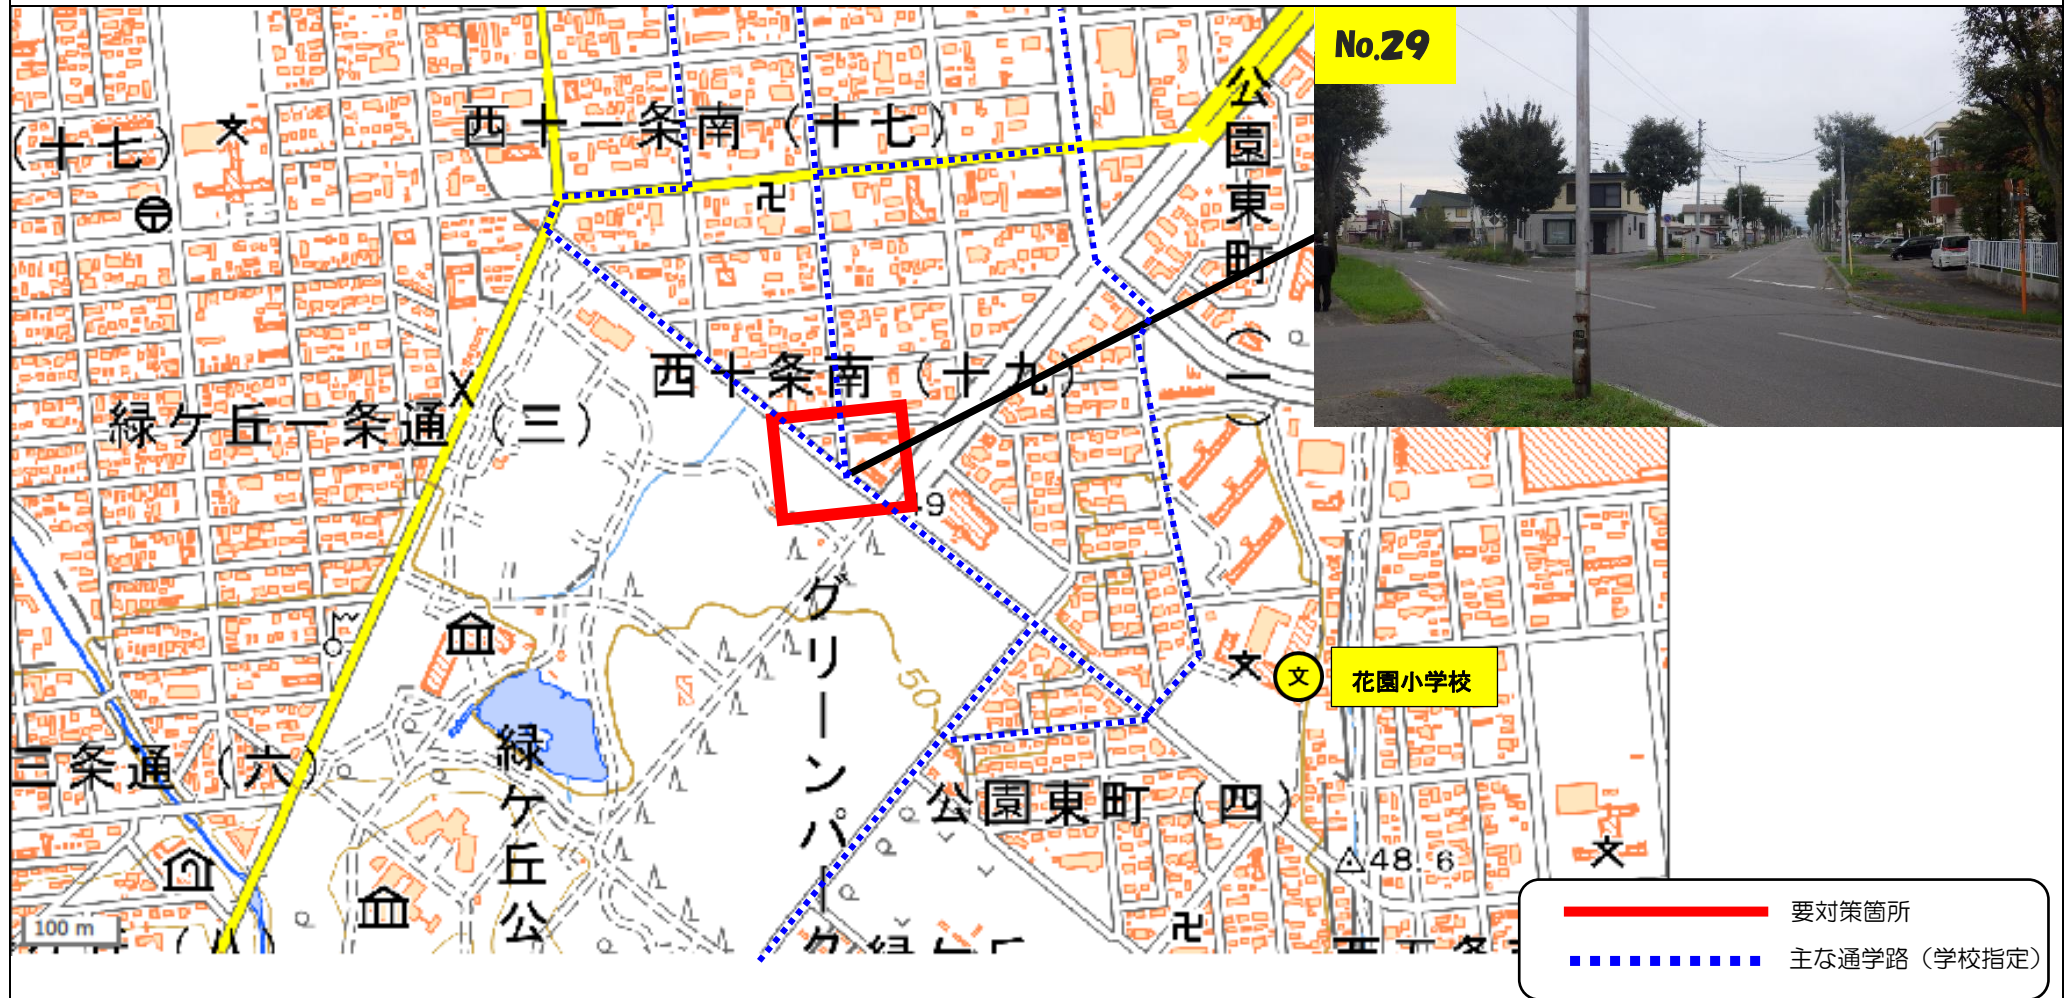 No.29
公園東町(一)
西十一条南(十七)
(十七)
西十条南(十九)
緑ケ丘一条通(三)
49
グリーンパーク
50
文
花園小学校
三条通(六)
緑ケ丘公
公園東町(四)
48.6
100 m
要対策箇所
主な通学路(学校指定)